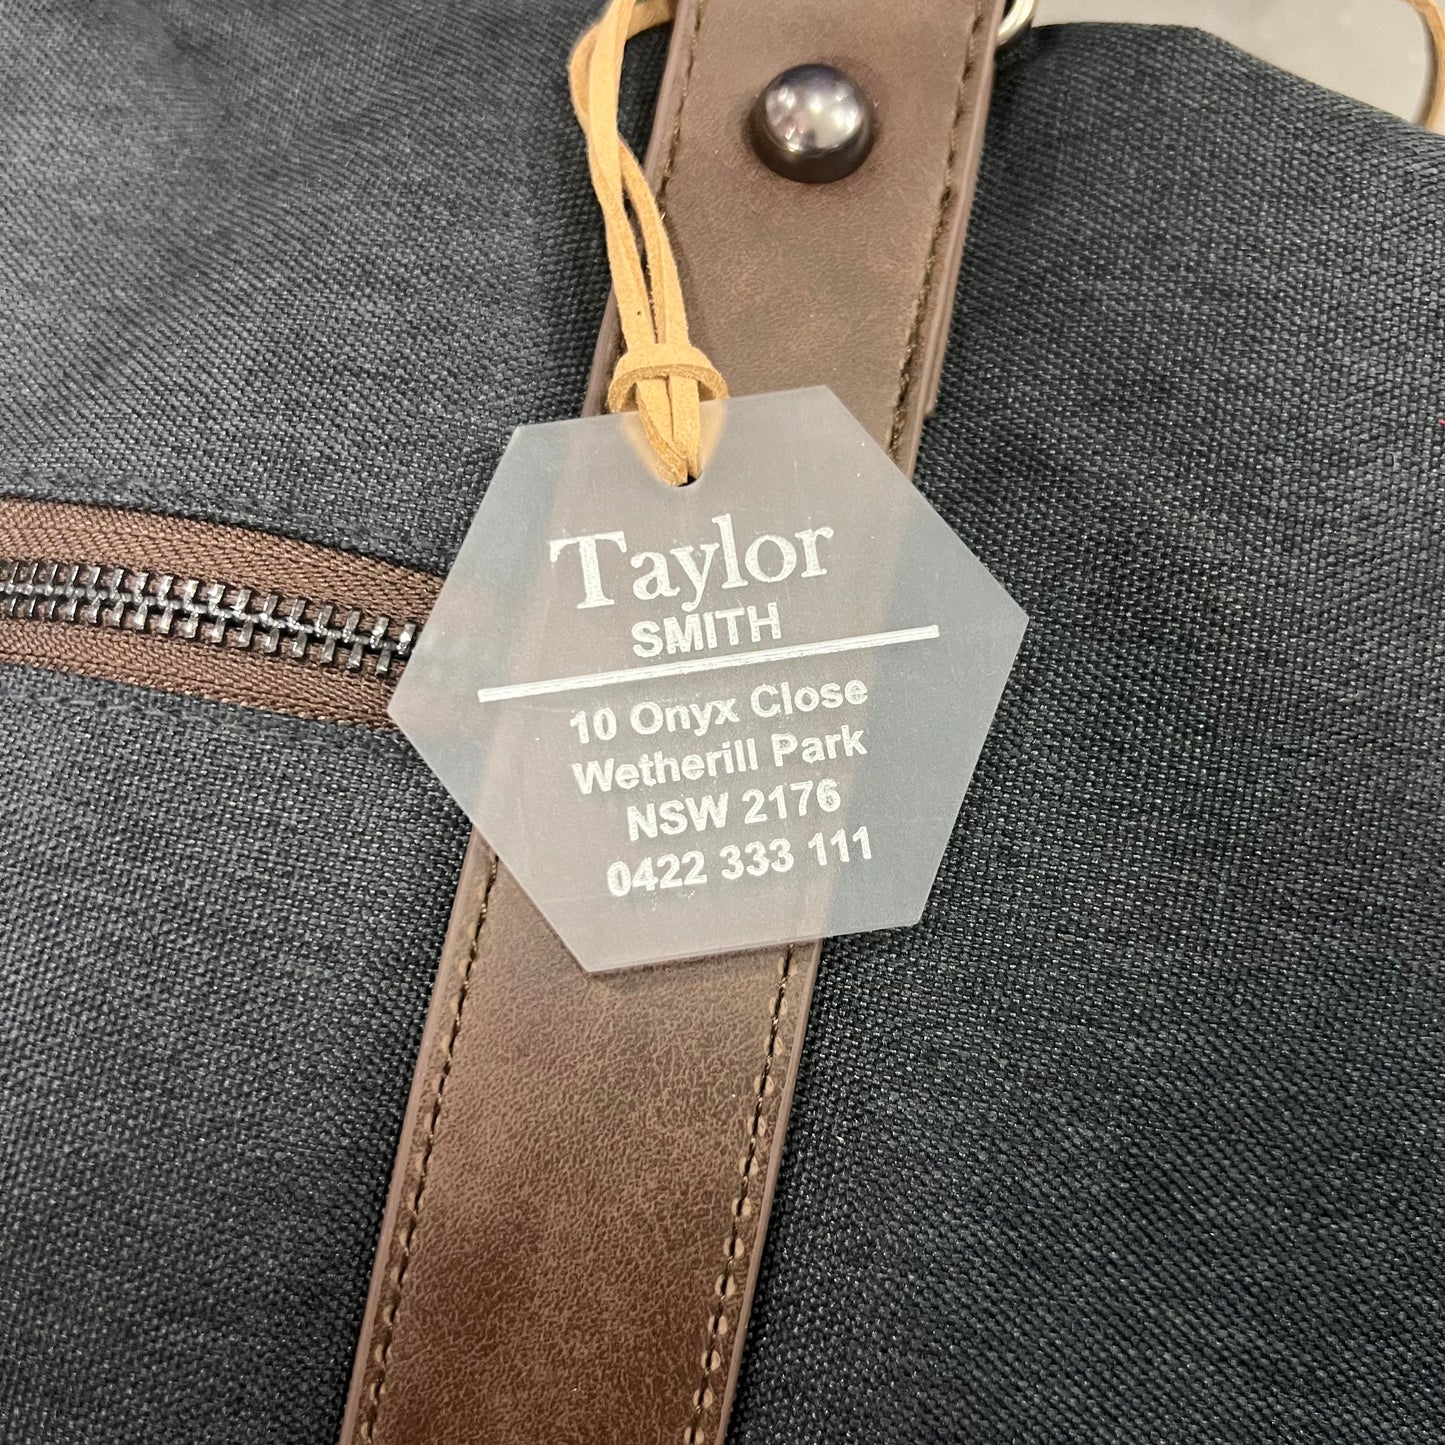 Taylor
SMITH
10 Onyx Close
Wetherill Park
NSW 2176
0422 333 111